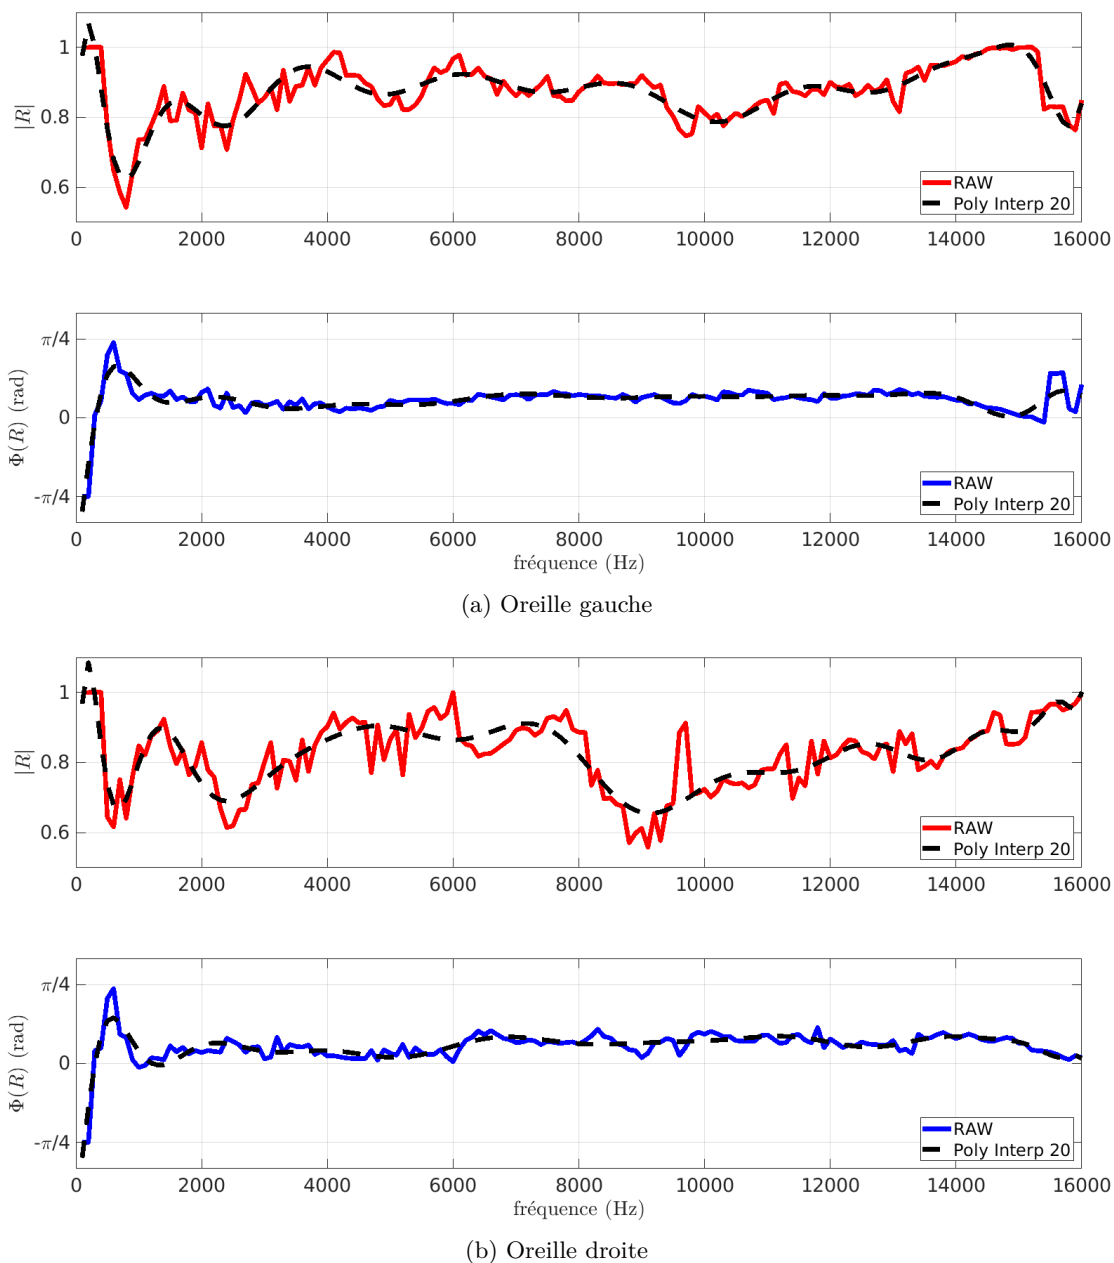 1
0.8
0.6
|R|
RAW
Poly Interp 20
0 2000 4000 6000 8000 10000 12000 14000 16000
π/4
0
-π/4
Φ(R) (rad)
RAW
Poly Interp 20
0 2000 4000 6000 8000 10000 12000 14000 16000
fréquence (Hz)
(a) Oreille gauche
1
0.8
0.6
|R|
RAW
Poly Interp 20
0 2000 4000 6000 8000 10000 12000 14000 16000
π/4
0
-π/4
Φ(R) (rad)
RAW
Poly Interp 20
0 2000 4000 6000 8000 10000 12000 14000 16000
fréquence (Hz)
(b) Oreille droite